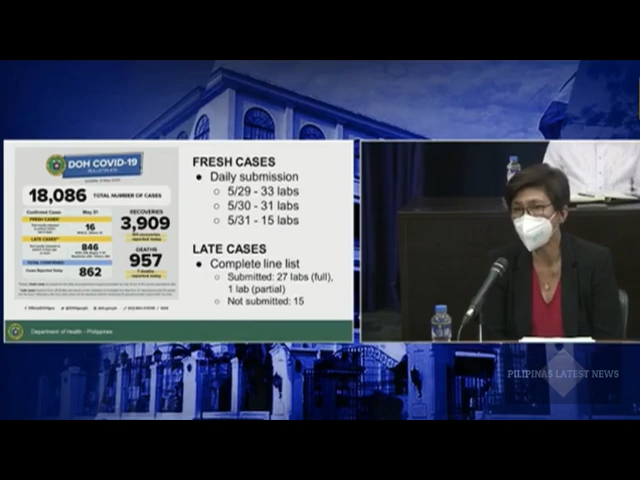 DOH COVID-19
18,086 TOTAL NUMBER OF CASES
Confirmed Cases May 31
FRESH CASES
16
LATE CASES
846
TOTAL CONFIRMED
Cases Reported Today 862
RECOVERIES
3,909
DEATHS
957
FRESH CASES
● Daily submission
○ 5/29 - 33 labs
○ 5/30 - 31 labs
○ 5/31 - 15 labs
LATE CASES
● Complete line list
○ Submitted: 27 labs (full),
1 lab (partial)
○ Not submitted: 15
Department of Health - Philippines
PILIPINAS LATEST NEWS